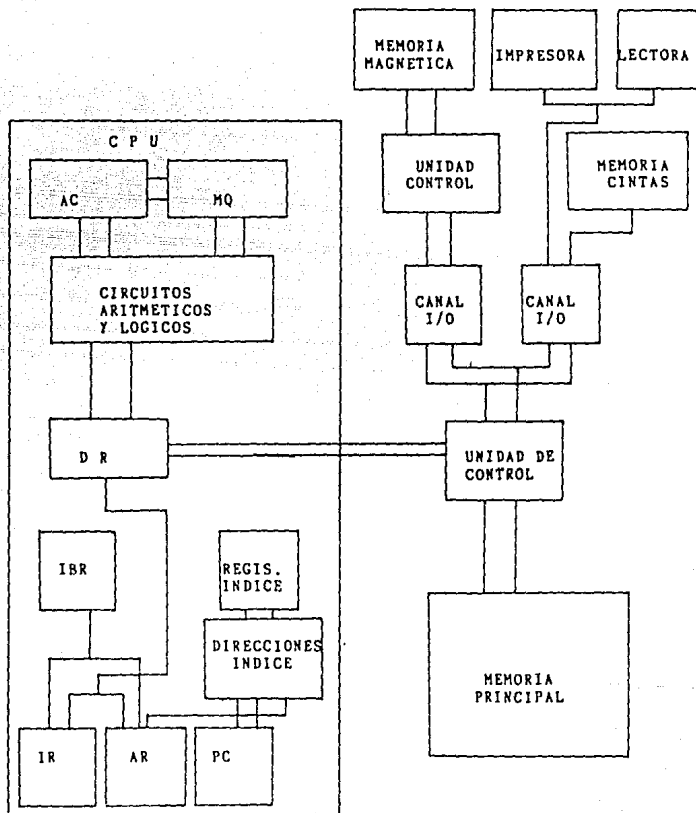 MEMORIA
MAGNETICA
IMPRESORA
LECTORA
C P U
UNIDAD
CONTROL
MEMORIA
CINTAS
AC
MQ
CIRCUITOS
ARITMETICOS
Y LOGICOS
CANAL
I/O
CANAL
I/O
D R
UNIDAD DE
CONTROL
IBR
REGIS.
INDICE
DIRECCIONES
INDICE
MEMORIA
PRINCIPAL
IR
AR
PC